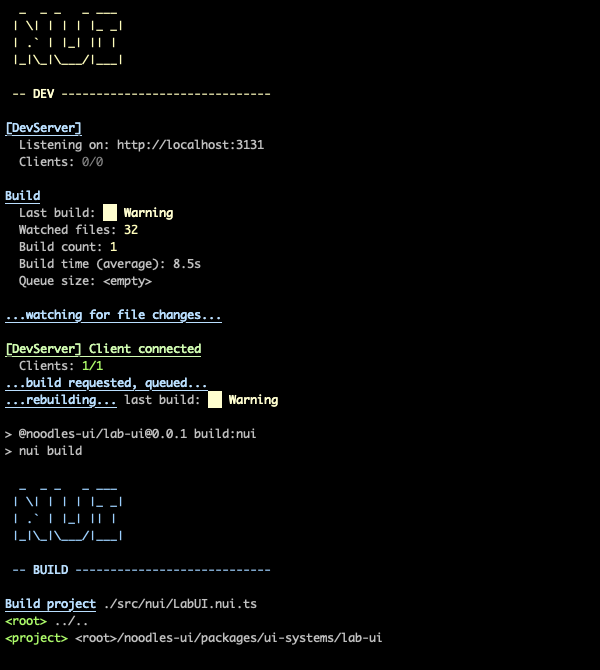 _  _ _   _ ___
| \| | | | |_ _|
| .` | |_| || |
|_|\_|\___/|___|
-- DEV ------------------------------
[DevServer]
Listening on: http://localhost:3131
Clients: 0/0
Build
Last build: Warning
Watched files: 32
Build count: 1
Build time (average): 8.5s
Queue size: <empty>
...watching for file changes...
[DevServer] Client connected
Clients: 1/1
...build requested, queued...
...rebuilding... last build: Warning
> @noodles-ui/lab-ui@0.0.1 build:nui
> nui build
 _  _ _   _ ___
| \| | | | |_ _|
| .` | |_| || |
|_|\_|\___/|___|
-- BUILD ----------------------------
Build project ./src/nui/LabUI.nui.ts
<root> ../..
<project> <root>/noodles-ui/packages/ui-systems/lab-ui